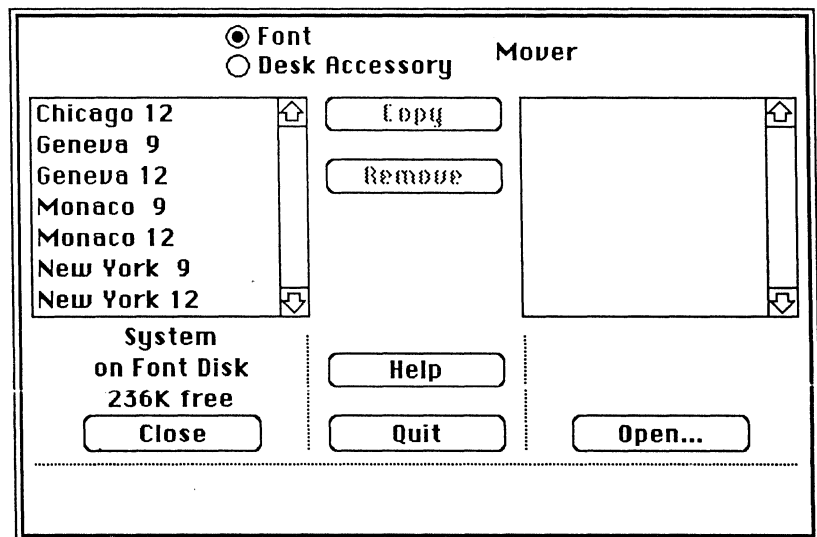 Font
Desk Accessory
Mover
Chicago 12
Geneva 9
Geneva 12
Monaco 9
Monaco 12
New York 9
New York 12
Copy
Remove
System
on Font Disk
236K free
Close
Help
Quit
Open...